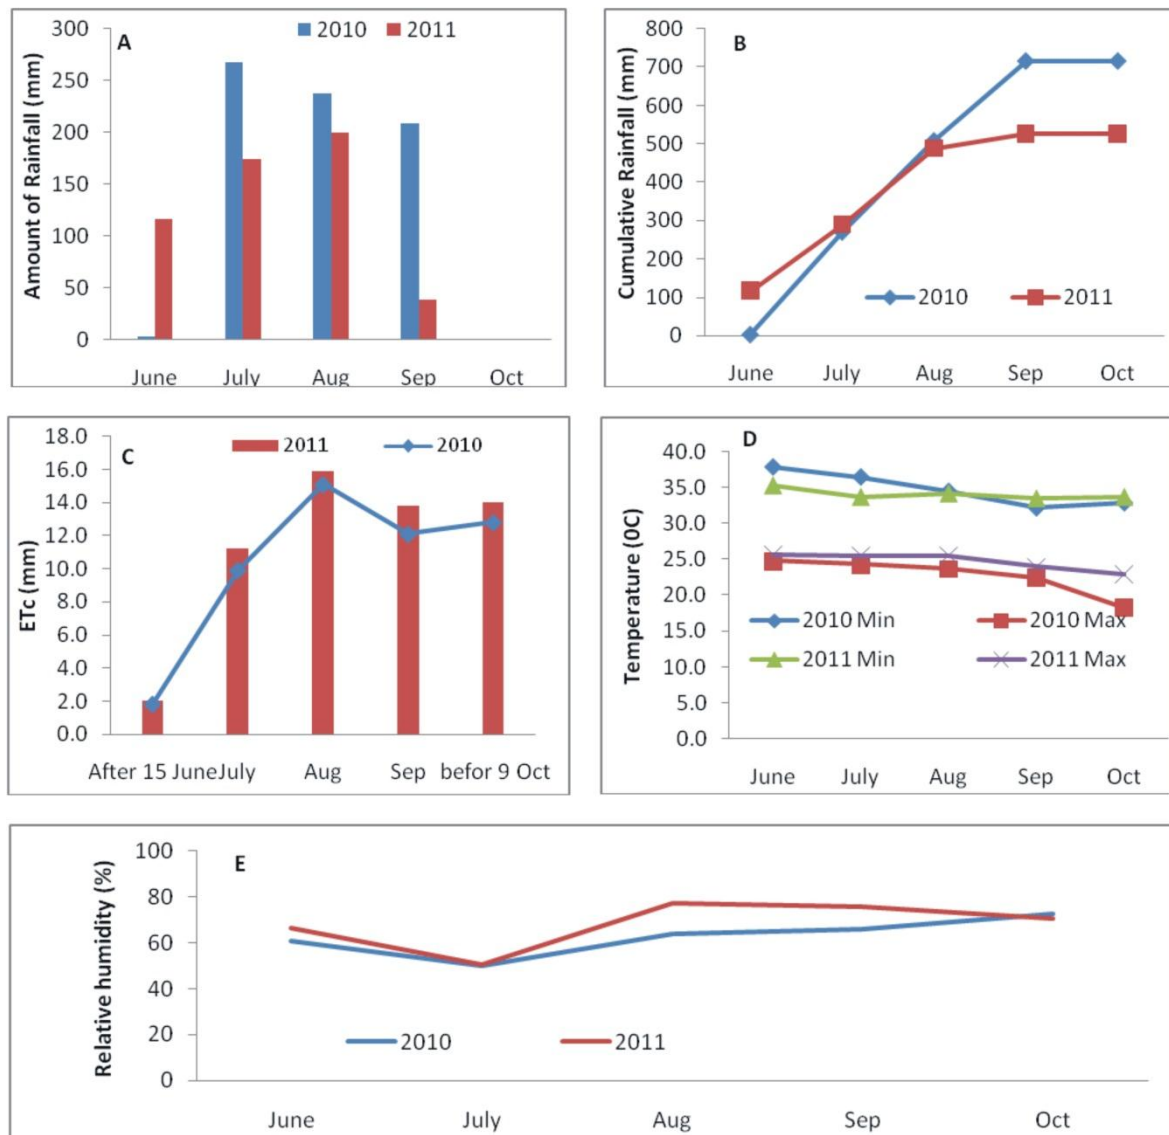 A
2010 2011
Amount of Rainfall (mm)
300
250
200
150
100
50
0
June July Aug Sep Oct
B
Cumulative Rainfall (mm)
800
700
600
500
400
300
200
100
0
2010 2011
June July Aug Sep Oct
C
2011 2010
ETc (mm)
18.0
16.0
14.0
12.0
10.0
8.0
6.0
4.0
2.0
0.0
After 15 June July Aug Sep befor 9 Oct
D
Temperature (0C)
40.0
35.0
30.0
25.0
20.0
15.0
10.0
5.0
0.0
2010 Min 2010 Max
2011 Min 2011 Max
June July Aug Sep Oct
E
Relative humidity (%)
100
80
60
40
20
0
2010 2011
June July Aug Sep Oct